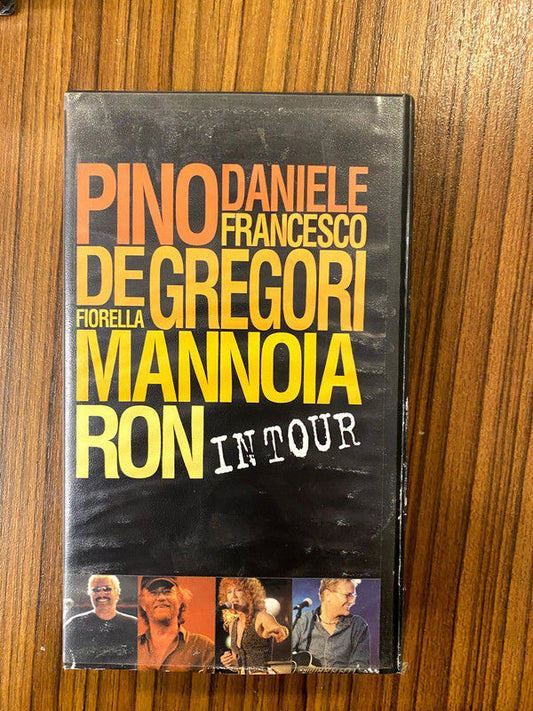 PINO DANIELE
FRANCESCO
DE GREGORI
FIORELLA
MANNOIA
RON IN TOUR